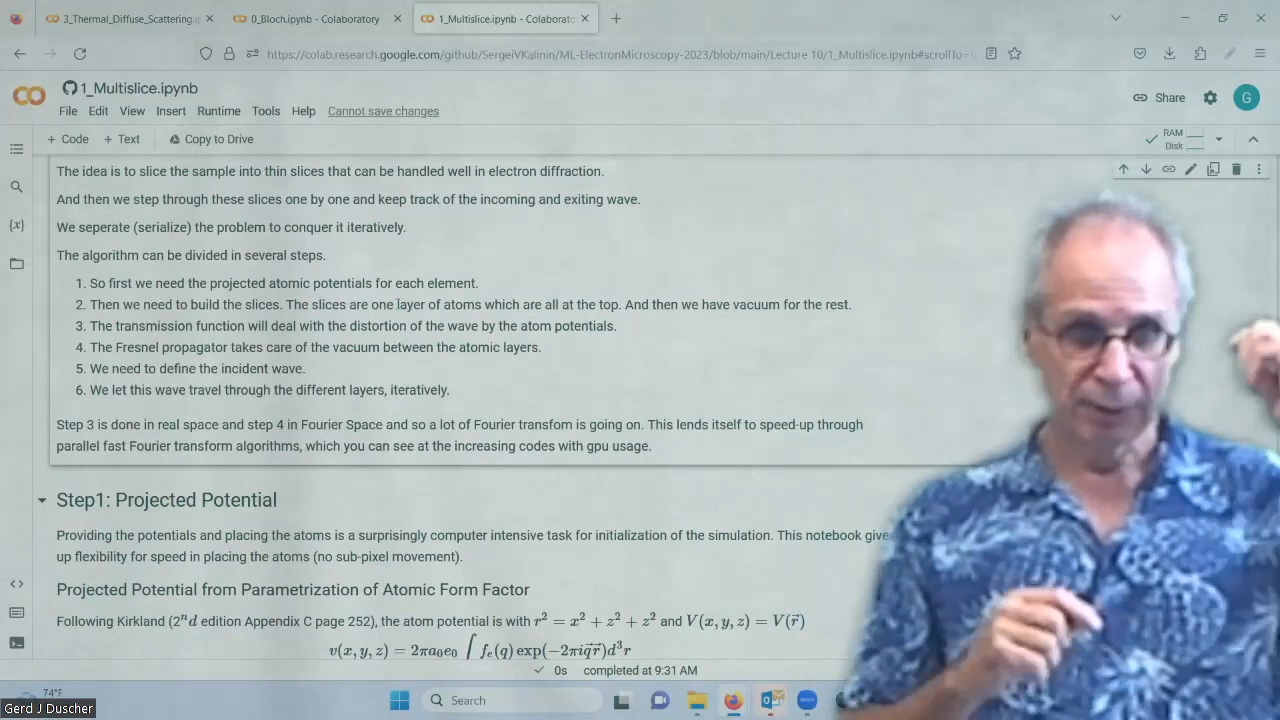 3_Thermal_Diffuse_Scattering.ip
0_Bloch.ipynb - Colaboratory
1_Multislice.ipynb - Colaborato
https://colab.research.google.com/github/SergeiVKalinin/ML-ElectronMicroscopy-2023/blob/main/Lecture 10/1_Multislice.ipynb#scrollTo=
1_Multislice.ipynb
File Edit View Insert Runtime Tools Help Cannot save changes
Share
G
+ Code + Text Copy to Drive
RAM
Disk
The idea is to slice the sample into thin slices that can be handled well in electron diffraction.
And then we step through these slices one by one and keep track of the incoming and exiting wave.
We seperate (serialize) the problem to conquer it iteratively.
The algorithm can be divided in several steps.
1. So first we need the projected atomic potentials for each element.
2. Then we need to build the slices. The slices are one layer of atoms which are all at the top. And then we have vacuum for the rest.
3. The transmission function will deal with the distortion of the wave by the atom potentials.
4. The Fresnel propagator takes care of the vacuum between the atomic layers.
5. We need to define the incident wave.
6. We let this wave travel through the different layers, iteratively.
Step 3 is done in real space and step 4 in Fourier Space and so a lot of Fourier transfom is going on. This lends itself to speed-up through
parallel fast Fourier transform algorithms, which you can see at the increasing codes with gpu usage.
Step1: Projected Potential
Providing the potentials and placing the atoms is a surprisingly computer intensive task for initialization of the simulation. This notebook give
up flexibility for speed in placing the atoms (no sub-pixel movement).
Projected Potential from Parametrization of Atomic Form Factor
Following Kirkland (2ⁿd edition Appendix C page 252), the atom potential is with r² = x² + z² + z² and V(x, y, z) = V(r⃗)
v(x, y, z) = 2πa₀e₀ ∫ fₑ(q) exp(−2πiq⃗r⃗)d³r
0s completed at 9:31 AM
74°F
Search
Gerd J Duscher